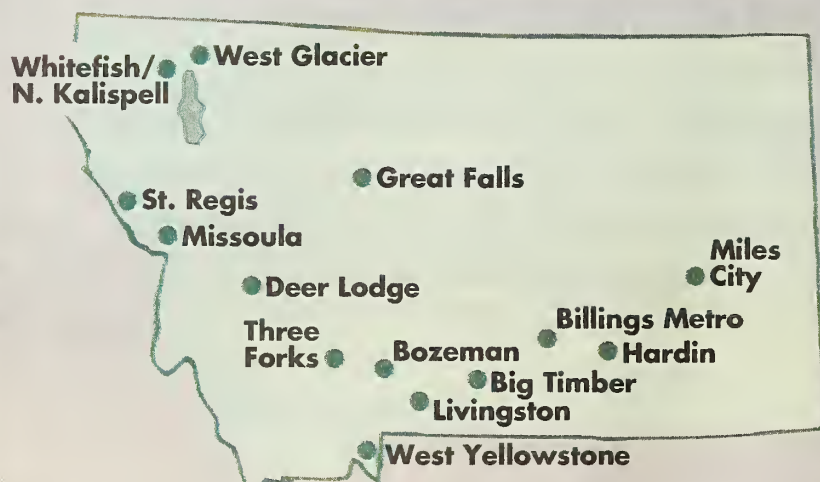 West Glacier
Whitefish/
N. Kalispell
Great Falls
St. Regis
Missoula
Miles
City
Deer Lodge
Billings Metro
Three
Forks
Bozeman
Hardin
Big Timber
Livingston
West Yellowstone